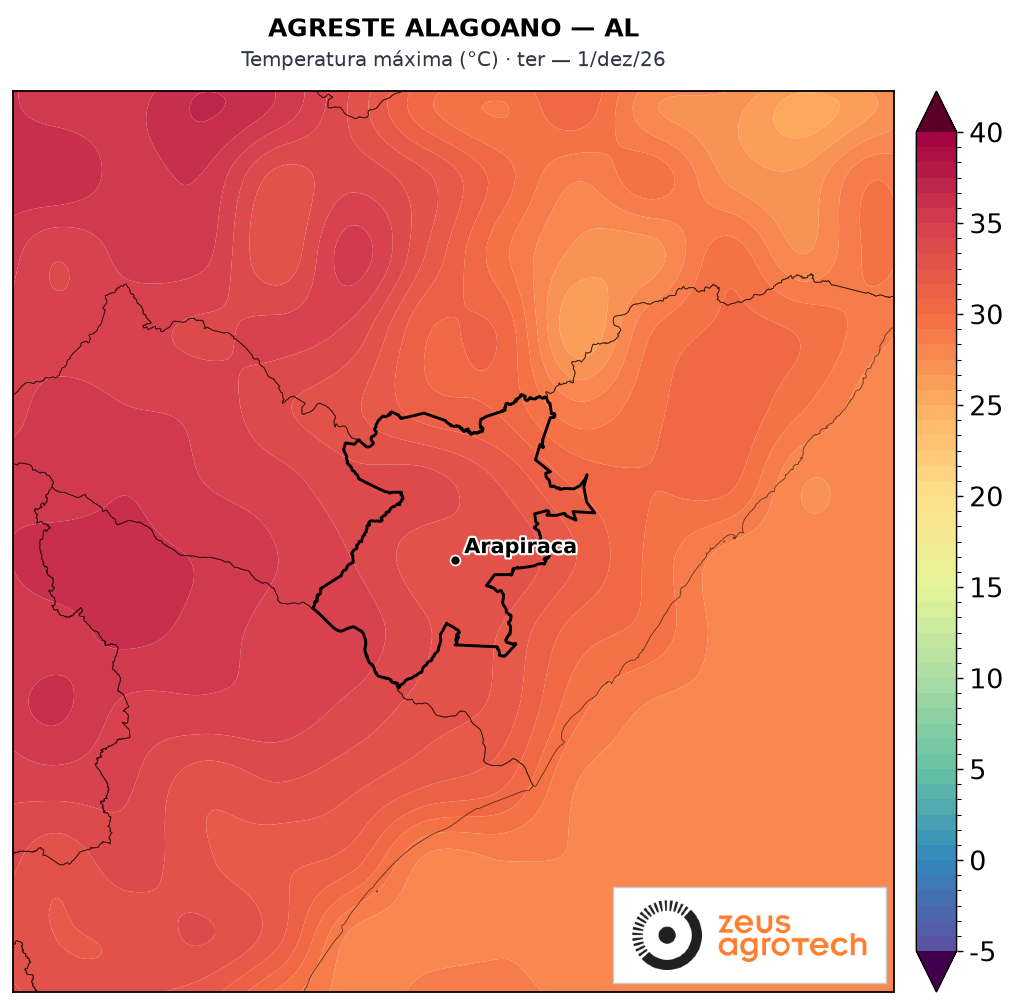 AGRESTE ALAGOANO — AL
Temperatura máxima (°C) · ter — 1/dez/26
40
35
30
25
20
15
10
5
0
-5
Arapiraca
zeus
agrotech